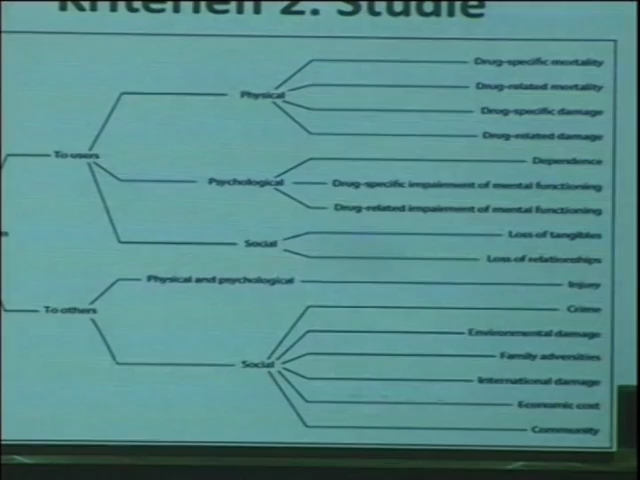 Kriterien 2. Studie
Drug-specific mortality
Drug-related mortality
Physical
Drug-specific damage
Drug-related damage
To users
Dependence
Psychological
Drug-specific impairment of mental functioning
Drug-related impairment of mental functioning
Loss of tangibles
Social
Loss of relationships
Physical and psychological
Injury
To others
Crime
Environmental damage
Family adversities
Social
International damage
Economic cost
Community